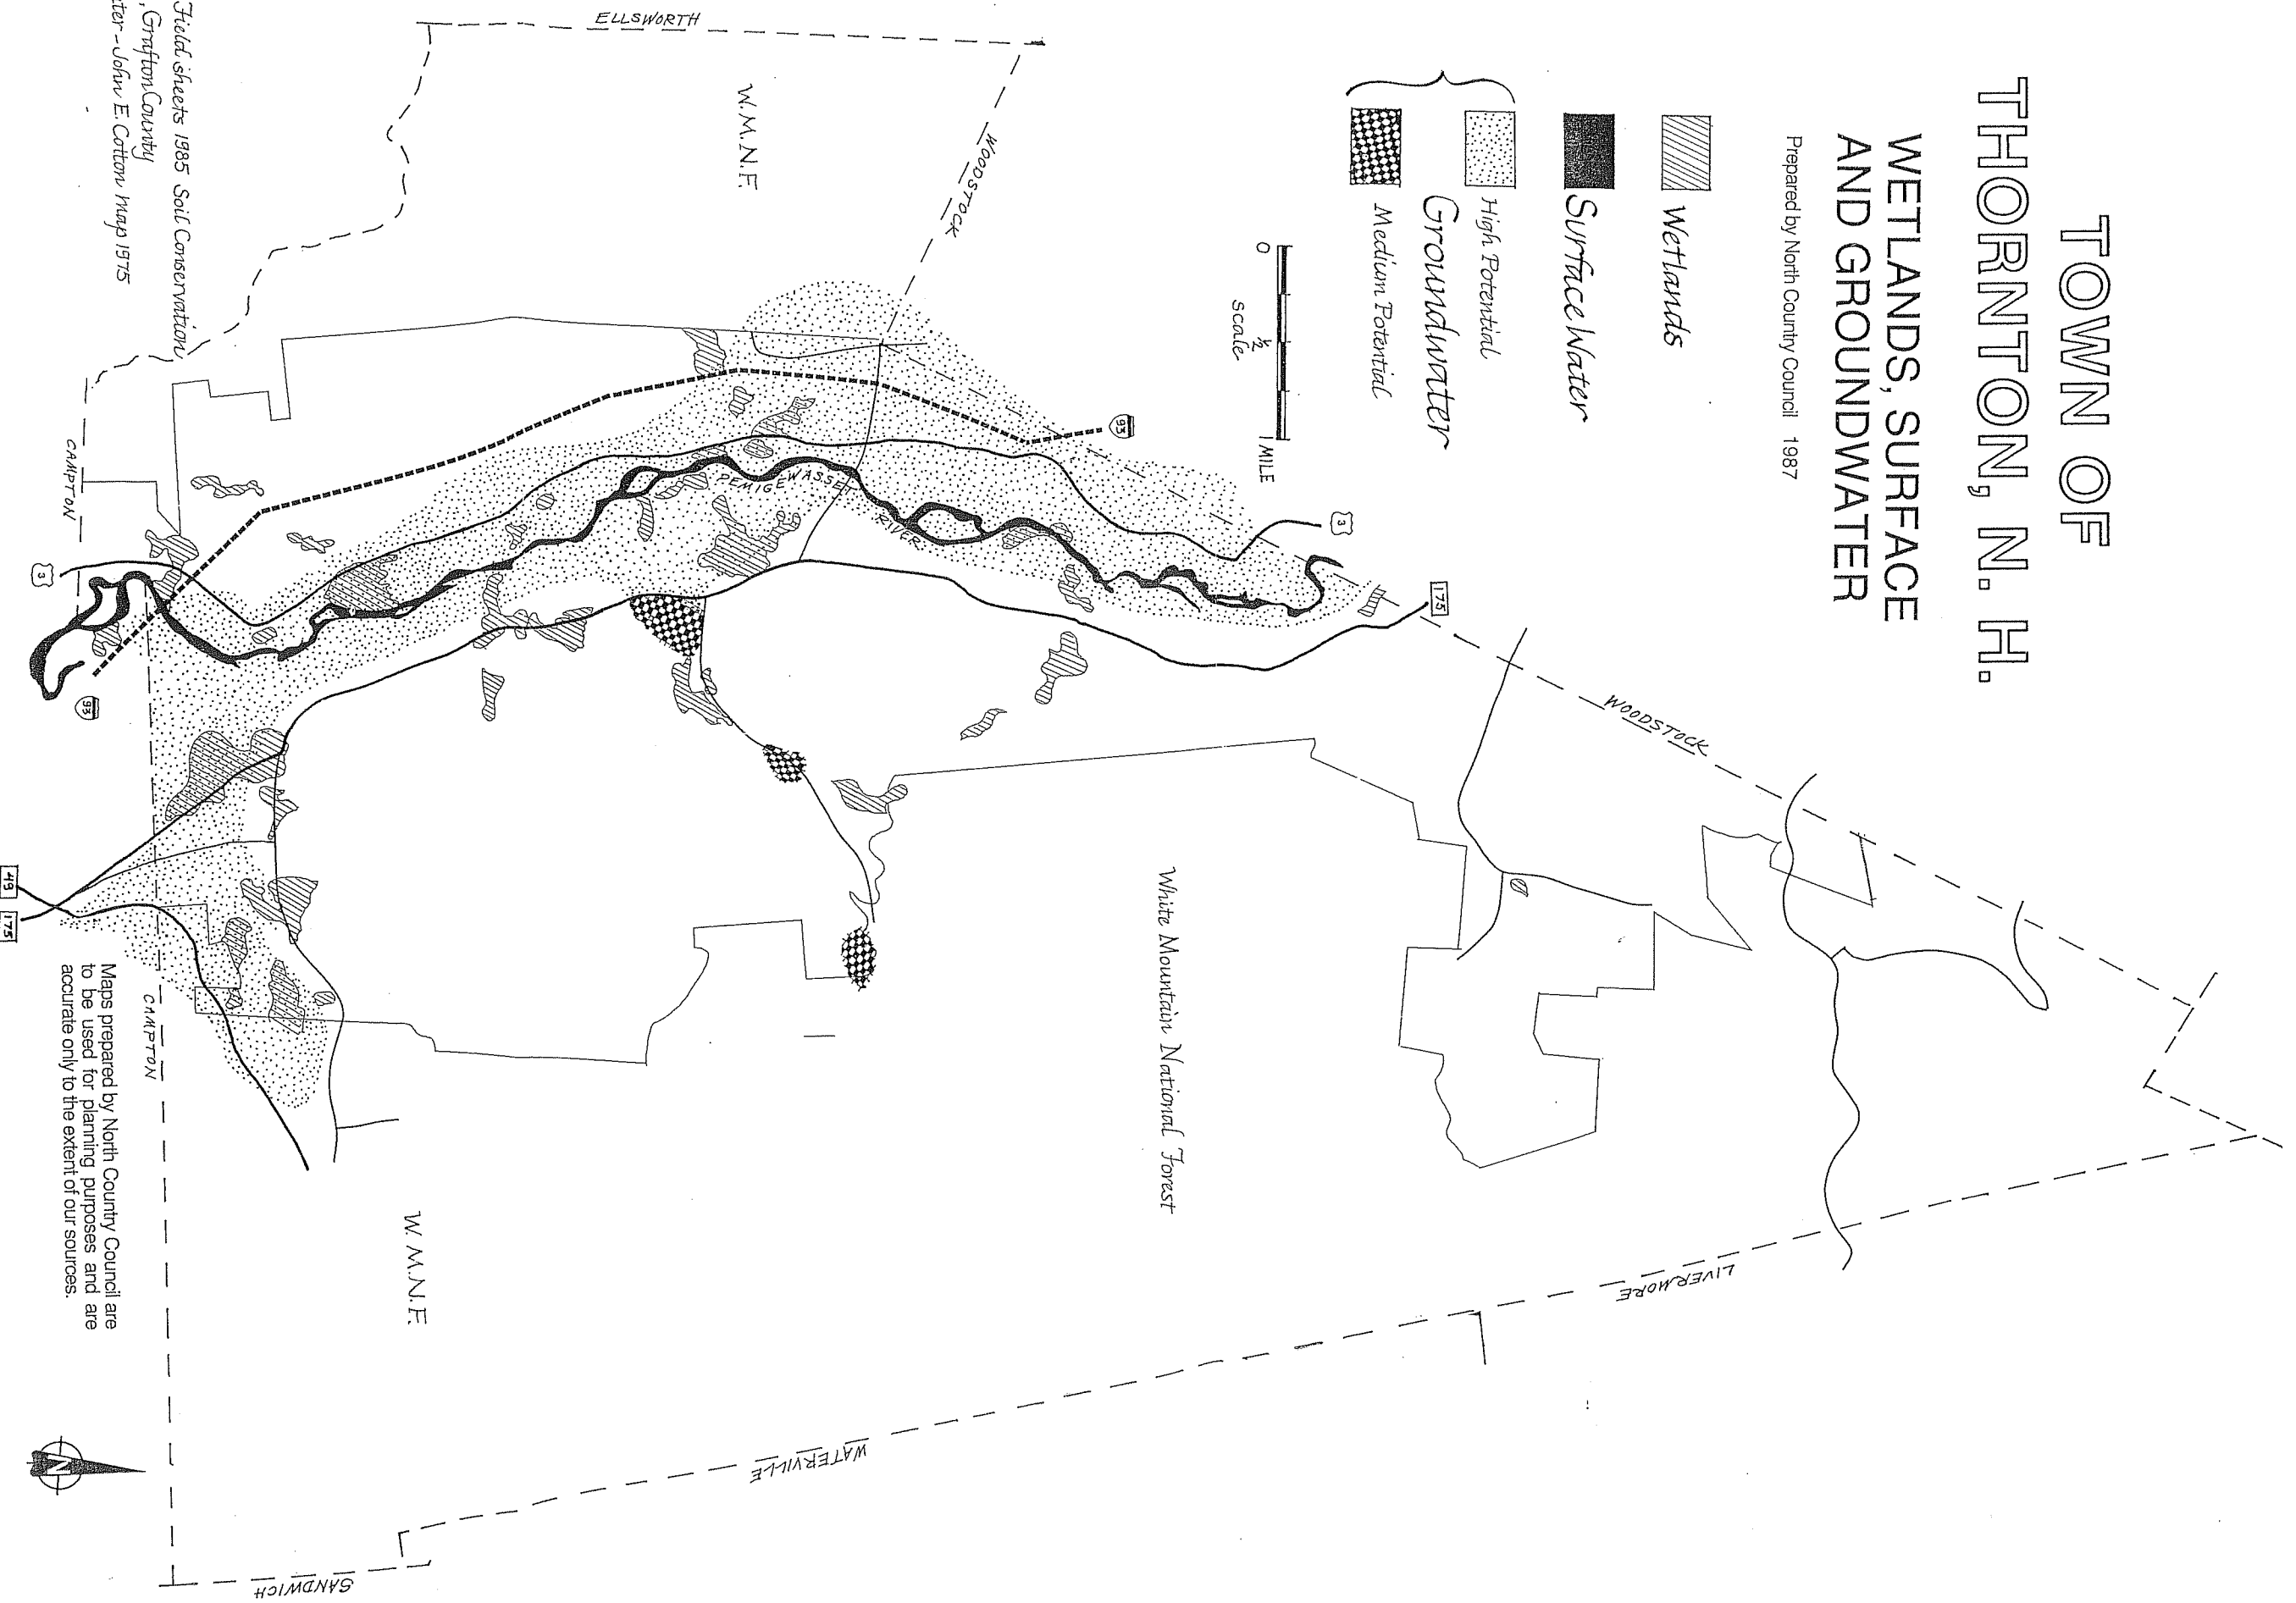 TOWN OF
THORNTON, N. H.
WETLANDS, SURFACE
AND GROUNDWATER
Prepared by North Country Council 1987
Wetlands
Surface Water
High Potential
Groundwater
Medium Potential
0 ½ 1 MILE
scale
ELLSWORTH
WOODSTOCK
W.M.N.F.
93
3
175
WOODSTOCK
PEMIGEWASSET
RIVER
White Mountain National Forest
LIVERMORE
WATERVILLE
SANDWICH
W.M.N.F.
CAMPTON
3
93
49
175
CAMPTON
Field sheets 1985 Soil Conservation
, Grafton County
ter - John E. Cotton map 1975
Maps prepared by North Country Council are
to be used for planning purposes and are
accurate only to the extent of our sources.
N